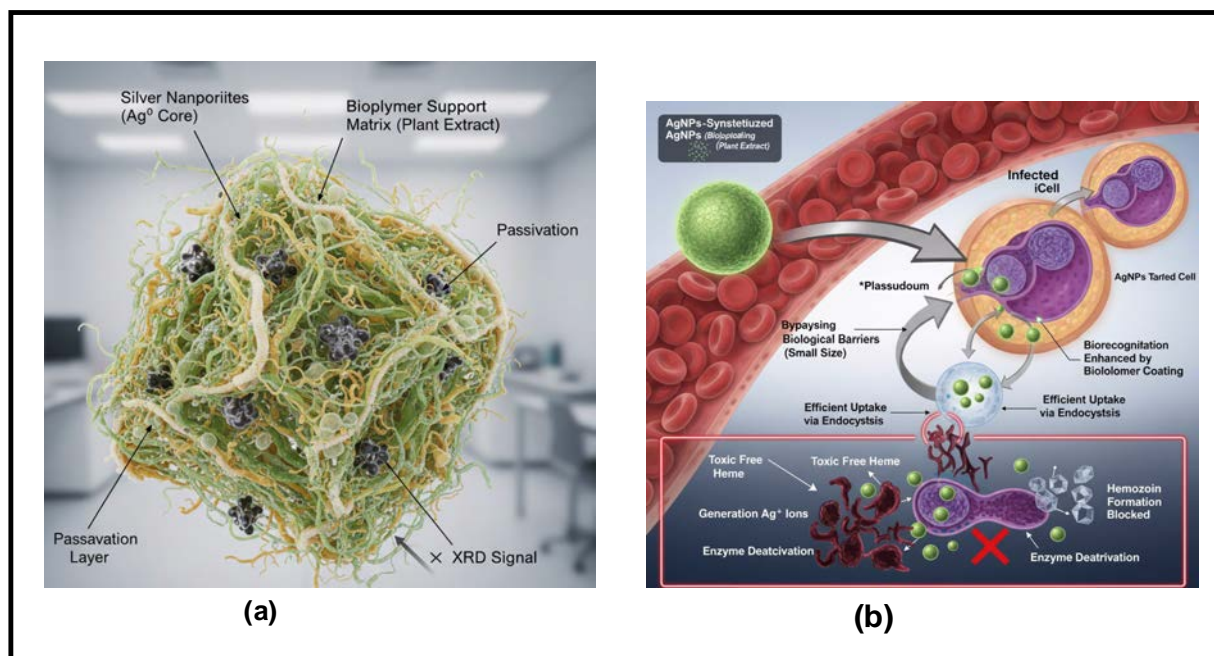 Silver Nanporiites
(Ag⁰ Core)
Bioplymer Support
Matrix (Plant Extract)
Passivation
Passavation
Layer
× XRD Signal
(a)
AgNPs-Synstetiuzed
AgNPs (Bioloptoaling
(Plant Extract)
Infected
iCell
AgNPs Tarted Cell
*Plassudoum
Bypaysing
Biological Barriers
(Small Size)
Biorecognitation
Enhanced by
Biololomer Coating
Efficient Uptake
via Endocystsis
Efficient Uptake
via Endocystsis
Toxic Free
Heme
Toxic Free Heme
Generation Ag⁺ Ions
Enzyme Deatcivation
Hemozoin
Formation
Blocked
Enzyme Deatrivation
(b)